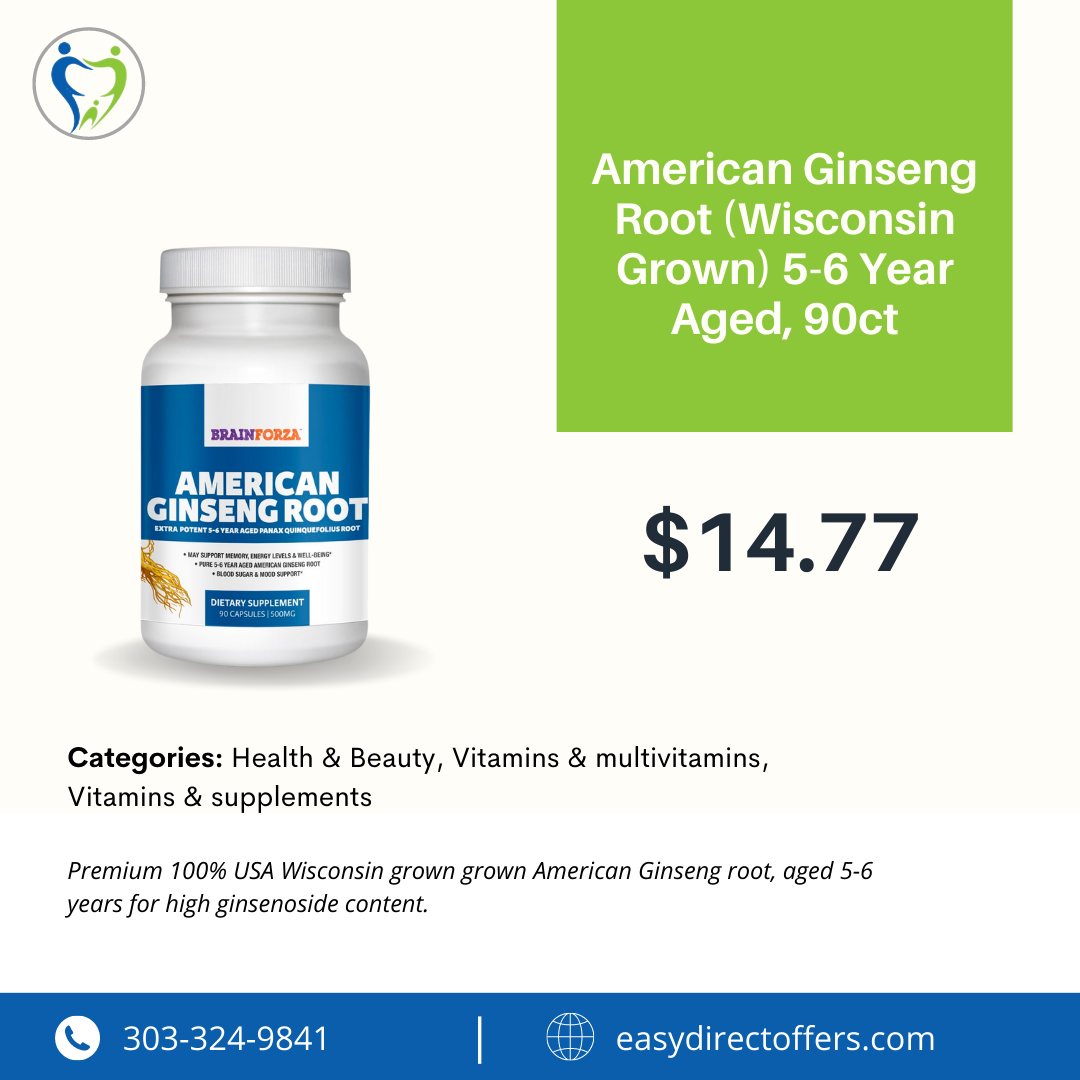 American Ginseng
Root (Wisconsin
Grown) 5-6 Year
Aged, 90ct
BRAINFORZA™
AMERICAN
GINSENG ROOT
EXTRA POTENT 5-6 YEAR AGED PANAX QUINQUEFOLIUS ROOT
• MAY SUPPORT MEMORY, ENERGY LEVELS & WELL-BEING*
• PURE 5-6 YEAR AGED AMERICAN GINSENG ROOT
• BLOOD SUGAR & MOOD SUPPORT*
DIETARY SUPPLEMENT
90 CAPSULES | 500MG
$14.77
Categories: Health & Beauty, Vitamins & multivitamins,
Vitamins & supplements
Premium 100% USA Wisconsin grown grown American Ginseng root, aged 5-6
years for high ginsenoside content.
303-324-9841 | easydirectoffers.com